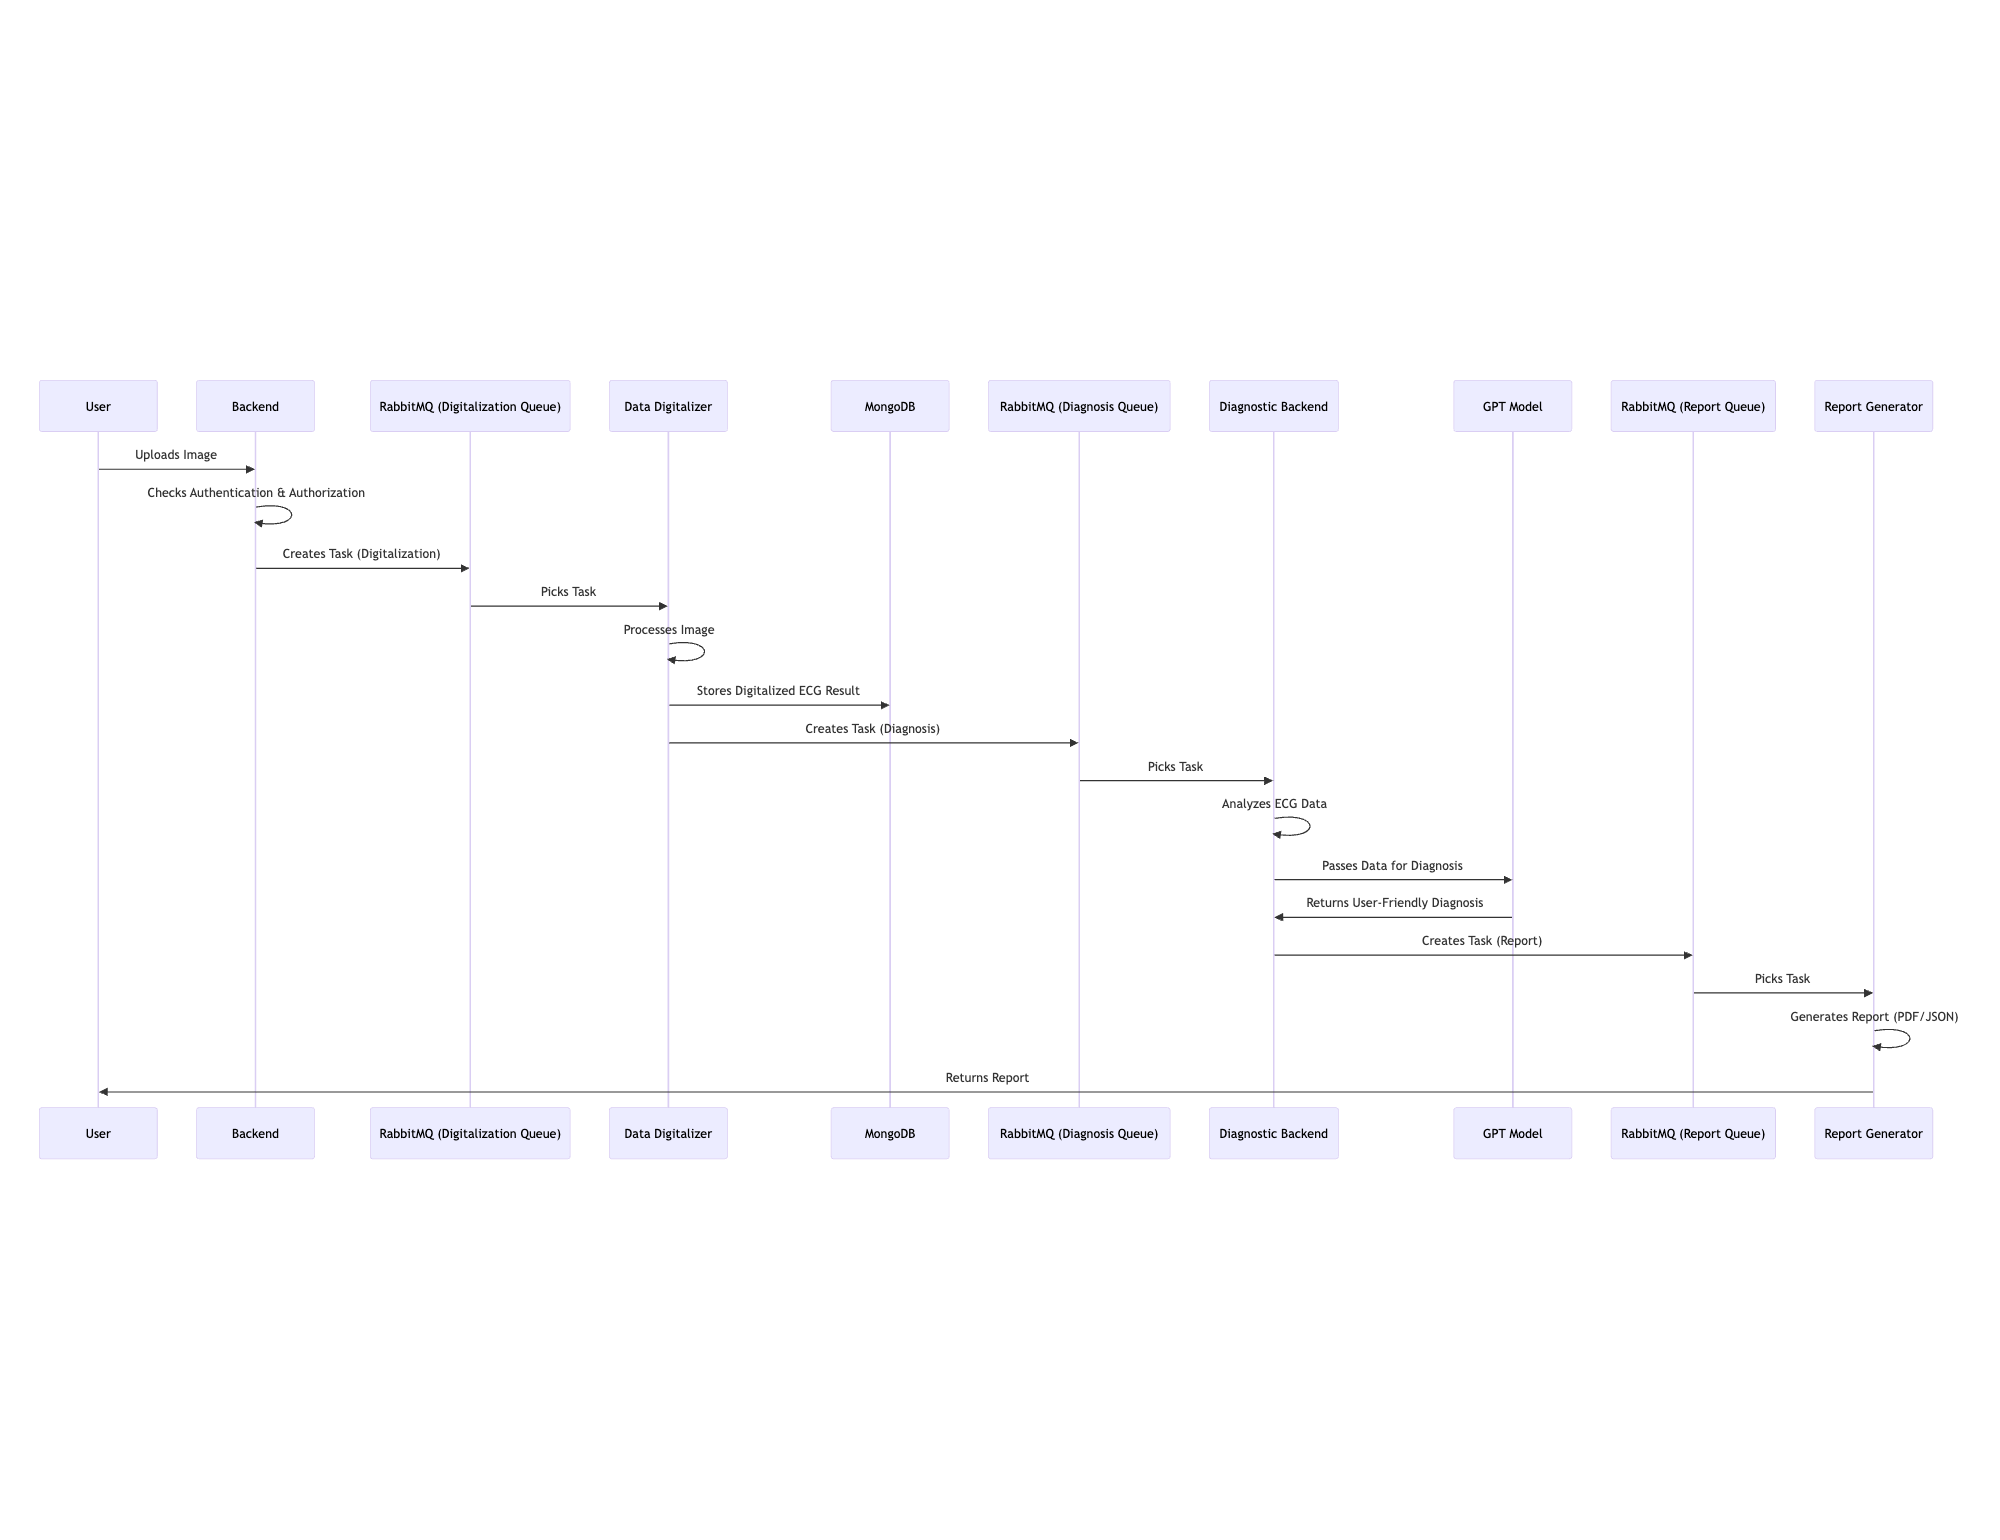 User
Backend
RabbitMQ (Digitalization Queue)
Data Digitalizer
MongoDB
RabbitMQ (Diagnosis Queue)
Diagnostic Backend
GPT Model
RabbitMQ (Report Queue)
Report Generator
Uploads Image
Checks Authentication & Authorization
Creates Task (Digitalization)
Picks Task
Processes Image
Stores Digitalized ECG Result
Creates Task (Diagnosis)
Picks Task
Analyzes ECG Data
Passes Data for Diagnosis
Returns User-Friendly Diagnosis
Creates Task (Report)
Picks Task
Generates Report (PDF/JSON)
Returns Report
User
Backend
RabbitMQ (Digitalization Queue)
Data Digitalizer
MongoDB
RabbitMQ (Diagnosis Queue)
Diagnostic Backend
GPT Model
RabbitMQ (Report Queue)
Report Generator